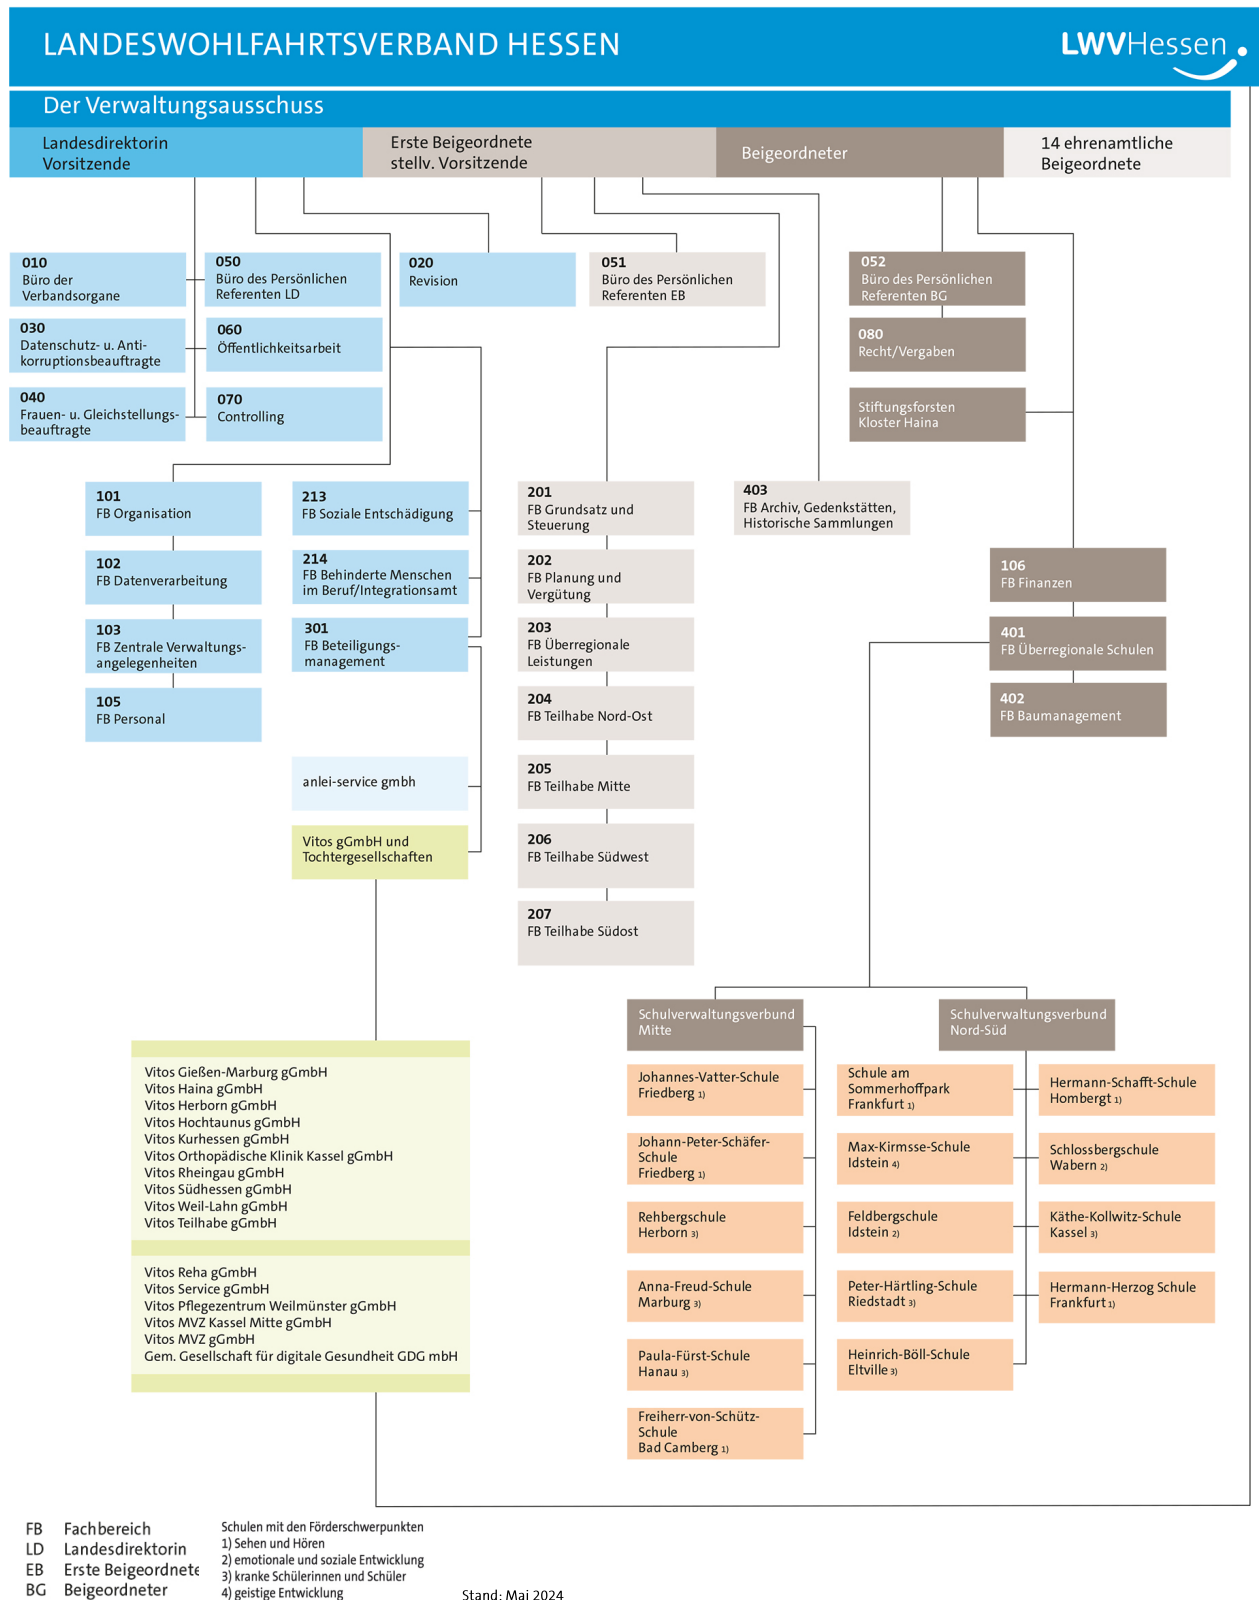 LANDESWOHLFAHRTSVERBAND HESSEN
LWVHessen
Der Verwaltungsausschuss
Landesdirektorin
Vorsitzende
Erste Beigeordnete
stellv. Vorsitzende
Beigeordneter
14 ehrenamtliche
Beigeordnete
010
Büro der
Verbandsorgane
050
Büro des Persönlichen
Referenten LD
020
Revision
051
Büro des Persönlichen
Referenten EB
052
Büro des Persönlichen
Referenten BG
030
Datenschutz- u. Anti-
korruptionsbeauftragte
060
Öffentlichkeitsarbeit
080
Recht/Vergaben
040
Frauen- u. Gleichstellungs-
beauftragte
070
Controlling
Stiftungsforsten
Kloster Haina
101
FB Organisation
102
FB Datenverarbeitung
103
FB Zentrale Verwaltungs-
angelegenheiten
105
FB Personal
213
FB Soziale Entschädigung
214
FB Behinderte Menschen
im Beruf/Integrationsamt
301
FB Beteiligungs-
management
anlei-service gmbh
Vitos gGmbH und
Tochtergesellschaften
201
FB Grundsatz und
Steuerung
202
FB Planung und
Vergütung
203
FB Überregionale
Leistungen
204
FB Teilhabe Nord-Ost
205
FB Teilhabe Mitte
206
FB Teilhabe Südwest
207
FB Teilhabe Südost
403
FB Archiv, Gedenkstätten,
Historische Sammlungen
106
FB Finanzen
401
FB Überregionale Schulen
402
FB Baumanagement
Vitos Gießen-Marburg gGmbH
Vitos Haina gGmbH
Vitos Herborn gGmbH
Vitos Hochtaunus gGmbH
Vitos Kurhessen gGmbH
Vitos Orthopädische Klinik Kassel gGmbH
Vitos Rheingau gGmbH
Vitos Südhessen gGmbH
Vitos Weil-Lahn gGmbH
Vitos Teilhabe gGmbH
Vitos Reha gGmbH
Vitos Service gGmbH
Vitos Pflegezentrum Weilmünster gGmbH
Vitos MVZ Kassel Mitte gGmbH
Vitos MVZ gGmbH
Gem. Gesellschaft für digitale Gesundheit GDG mbH
Schulverwaltungsverbund
Mitte
Johannes-Vatter-Schule
Friedberg 1)
Johann-Peter-Schäfer-
Schule
Friedberg 1)
Rehbergschule
Herborn 3)
Anna-Freud-Schule
Marburg 3)
Paula-Fürst-Schule
Hanau 3)
Freiherr-von-Schütz-
Schule
Bad Camberg 1)
Schulverwaltungsverbund
Nord-Süd
Schule am
Sommerhoffpark
Frankfurt 1)
Max-Kirmsse-Schule
Idstein 4)
Feldbergschule
Idstein 2)
Peter-Härtling-Schule
Riedstadt 3)
Heinrich-Böll-Schule
Eltville 3)
Hermann-Schafft-Schule
Hombergt 1)
Schlossbergschule
Wabern 2)
Käthe-Kollwitz-Schule
Kassel 3)
Hermann-Herzog Schule
Frankfurt 1)
FB Fachbereich
LD Landesdirektorin
EB Erste Beigeordnete
BG Beigeordneter
Schulen mit den Förderschwerpunkten
1) Sehen und Hören
2) emotionale und soziale Entwicklung
3) kranke Schülerinnen und Schüler
4) geistige Entwicklung
Stand: Mai 2024